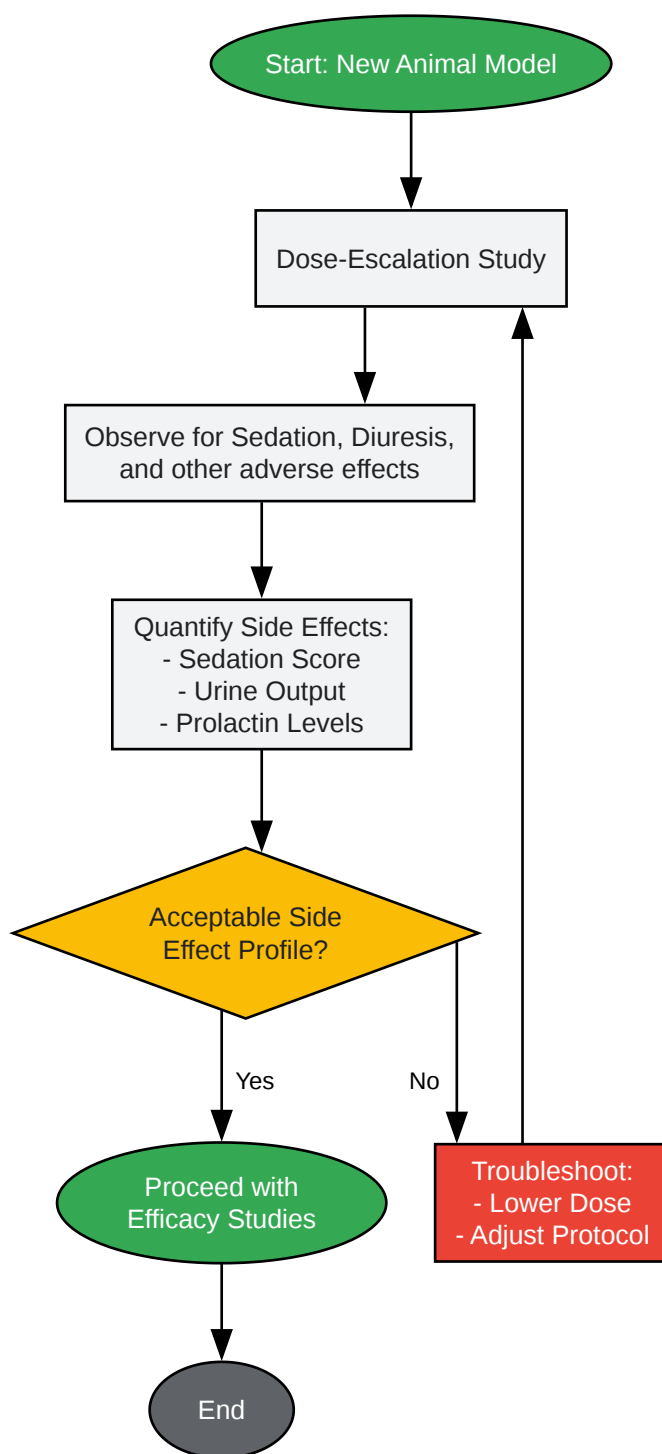 Start: New Animal Model
Dose-Escalation Study
Observe for Sedation, Diuresis,
and other adverse effects
Quantify Side Effects:
- Sedation Score
- Urine Output
- Prolactin Levels
Acceptable Side
Effect Profile?
Yes
No
Proceed with
Efficacy Studies
Troubleshoot:
- Lower Dose
- Adjust Protocol
End